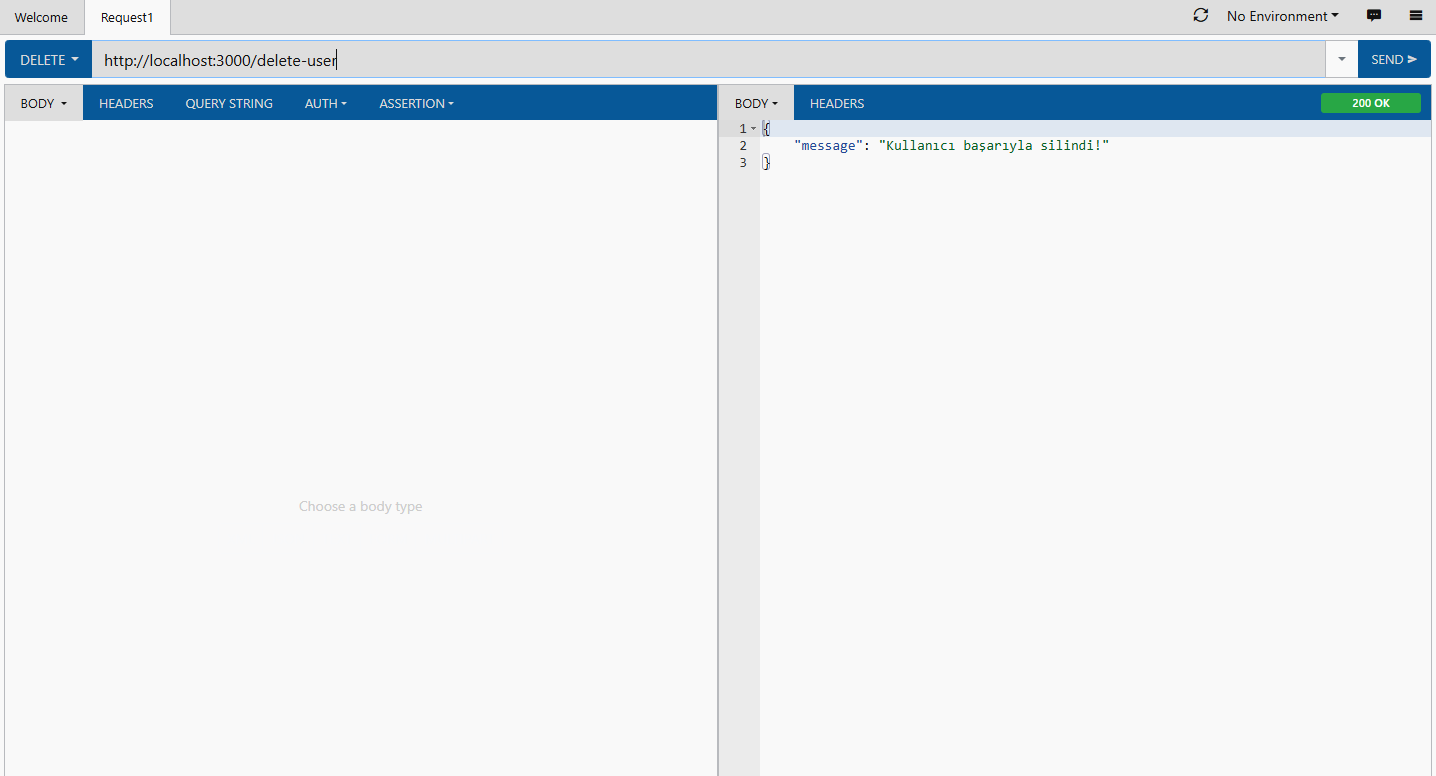 Welcome Request1 No Environment
DELETE http://localhost:3000/delete-user SEND
BODY HEADERS QUERY STRING AUTH ASSERTION
BODY HEADERS 200 OK
1 {
2 "message": "Kullanıcı başarıyla silindi!"
3 }
Choose a body type